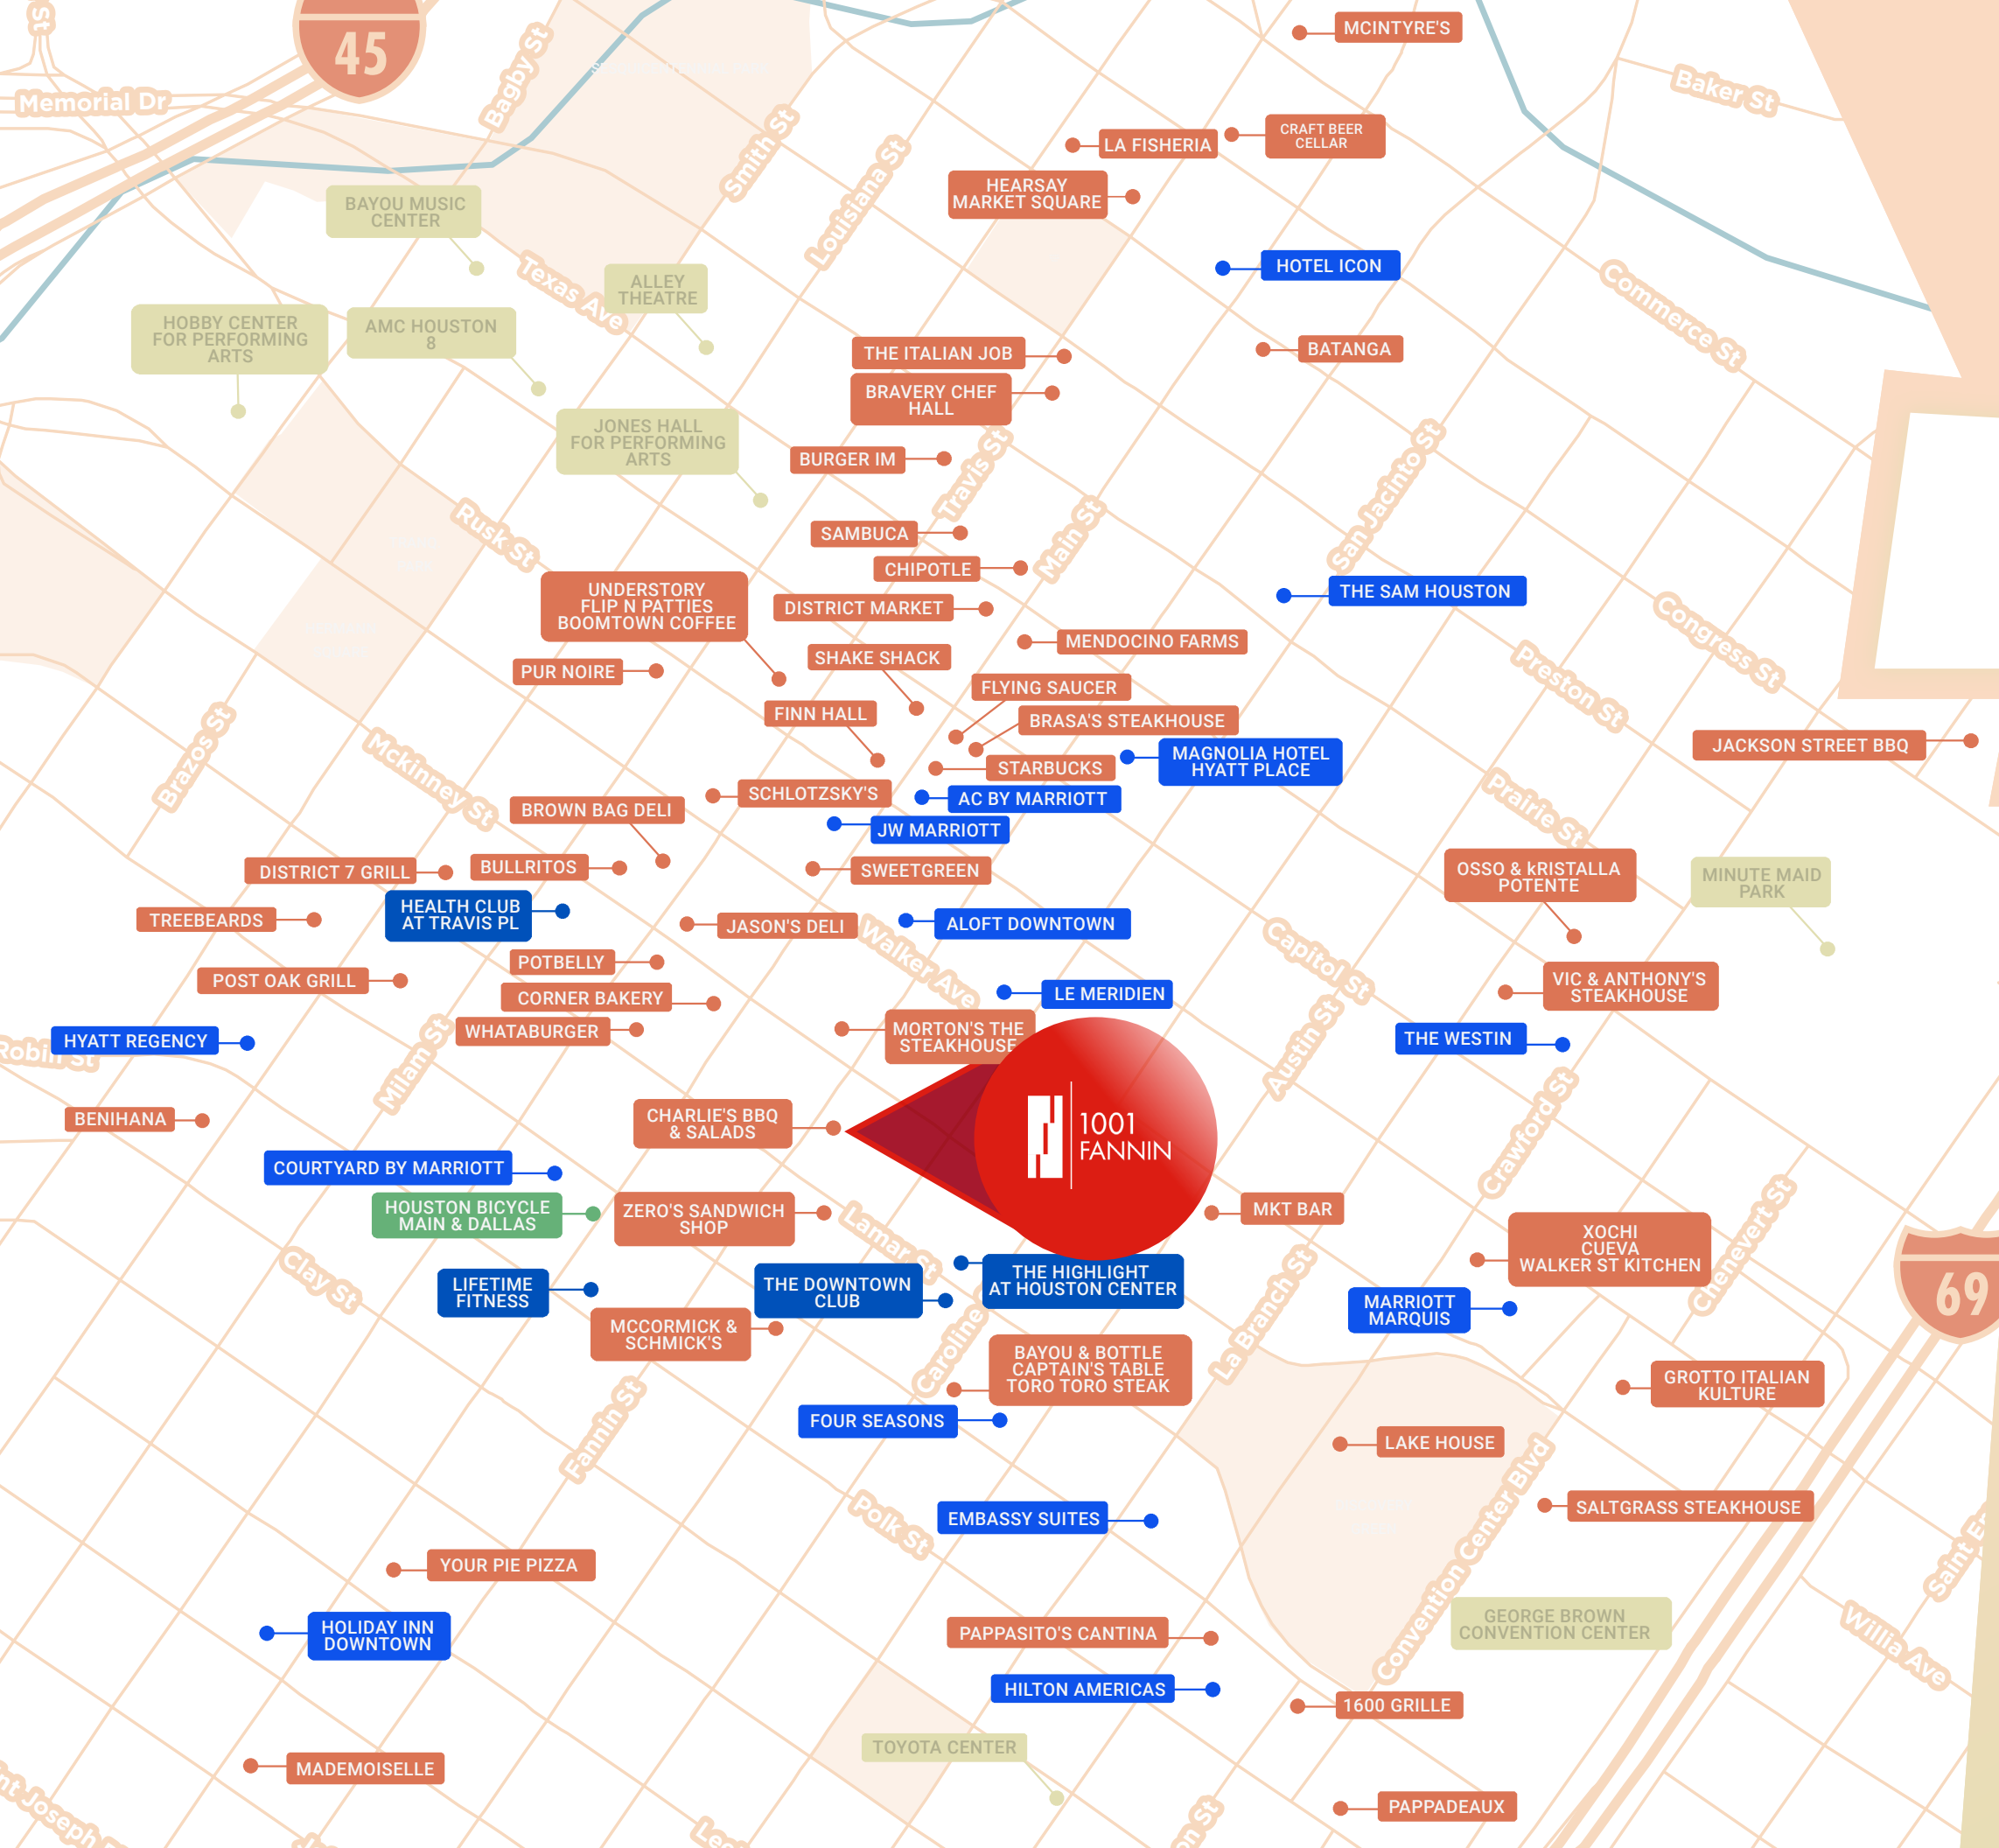 St
45
MCINTYRE'S
Bagby St
Memorial Dr
Baker St
Smith St
CRAFT BEER
CELLAR
LA FISHERIA
Louisiana St
HEARSAY
MARKET SQUARE
BAYOU MUSIC
CENTER
HOTEL ICON
Texas Ave
ALLEY
THEATRE
Commerce St
HOBBY CENTER
FOR PERFORMING
ARTS
AMC HOUSTON
8
THE ITALIAN JOB
BATANGA
BRAVERY CHEF
HALL
JONES HALL
FOR PERFORMING
ARTS
BURGER IM
Travis St
San Jacinto St
Rusk St
SAMBUCA
Main St
CHIPOTLE
THE SAM HOUSTON
UNDERSTORY
FLIP N PATTIES
BOOMTOWN COFFEE
DISTRICT MARKET
Congress St
MENDOCINO FARMS
SHAKE SHACK
PUR NOIRE
Preston St
FLYING SAUCER
FINN HALL
BRASA'S STEAKHOUSE
Brazos St
JACKSON STREET BBQ
MAGNOLIA HOTEL
HYATT PLACE
STARBUCKS
Mckinney St
SCHLOTZSKY'S
AC BY MARRIOTT
BROWN BAG DELI
Prairie St
JW MARRIOTT
DISTRICT 7 GRILL
BULLRITOS
SWEETGREEN
OSSO & kRISTALLA
POTENTE
MINUTE MAID
PARK
HEALTH CLUB
AT TRAVIS PL
TREEBEARDS
JASON'S DELI
ALOFT DOWNTOWN
Walker Ave
Capitol St
POTBELLY
POST OAK GRILL
CORNER BAKERY
LE MERIDIEN
VIC & ANTHONY'S
STEAKHOUSE
WHATABURGER
MORTON'S THE
STEAKHOUSE
HYATT REGENCY
Robin St
THE WESTIN
Milam St
Austin St
BENIHANA
CHARLIE'S BBQ
& SALADS
1001
FANNIN
Crawford St
COURTYARD BY MARRIOTT
HOUSTON BICYCLE
MAIN & DALLAS
ZERO'S SANDWICH
SHOP
Lamar St
MKT BAR
XOCHI
CUEVA
WALKER ST KITCHEN
Chenevert St
Clay St
LIFETIME
FITNESS
THE DOWNTOWN
CLUB
THE HIGHLIGHT
AT HOUSTON CENTER
La Branch St
MARRIOTT
MARQUIS
69
MCCORMICK &
SCHMICK'S
Caroline
BAYOU & BOTTLE
CAPTAIN'S TABLE
TORO TORO STEAK
GROTTO ITALIAN
KULTURE
FOUR SEASONS
Fannin St
LAKE HOUSE
Polk St
EMBASSY SUITES
Convention Center Blvd
SALTGRASS STEAKHOUSE
YOUR PIE PIZZA
Saint E
HOLIDAY INN
DOWNTOWN
PAPPASITO'S CANTINA
GEORGE BROWN
CONVENTION CENTER
Willia Ave
HILTON AMERICAS
1600 GRILLE
TOYOTA CENTER
MADEMOISELLE
nt Joseph
PAPPADEAUX
on St